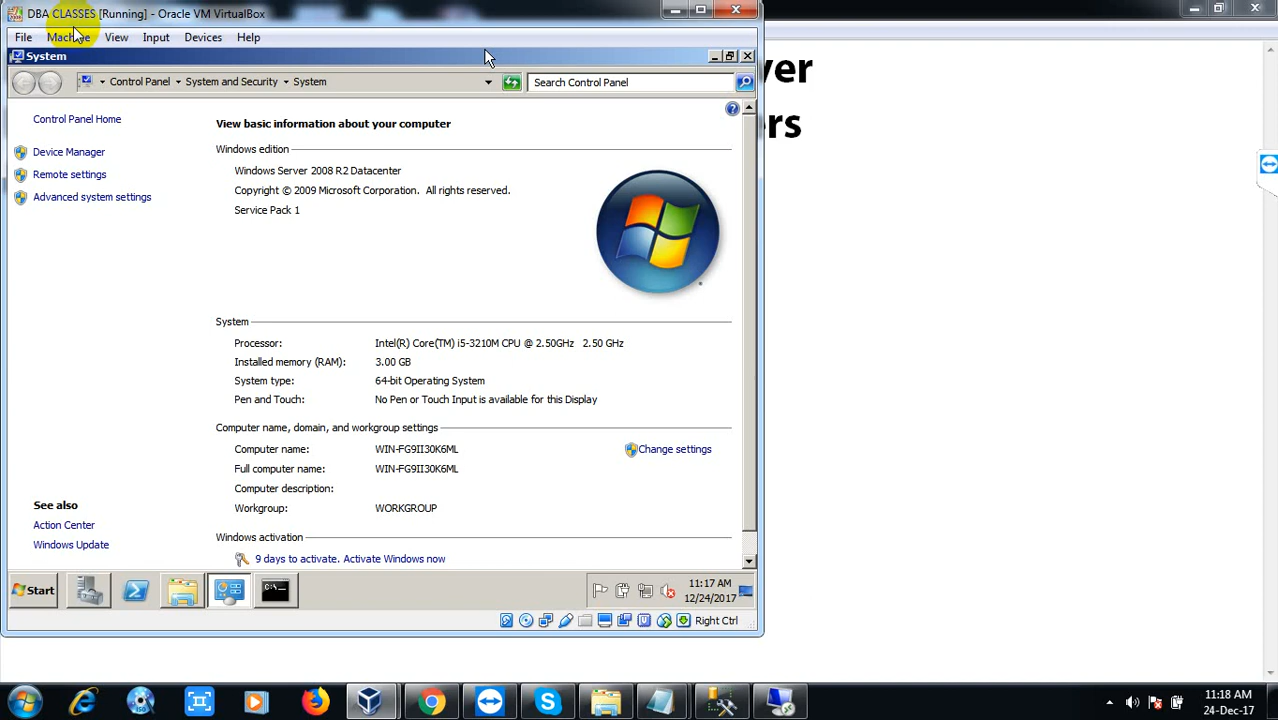 DBA CLASSES [Running] - Oracle VM VirtualBox
File Machine View Input Devices Help
System
Control Panel System and Security System
Search Control Panel
ver
ers
Control Panel Home
Device Manager
Remote settings
Advanced system settings
See also
Action Center
Windows Update
View basic information about your computer
Windows edition
Windows Server 2008 R2 Datacenter
Copyright © 2009 Microsoft Corporation. All rights reserved.
Service Pack 1
System
Processor: Intel(R) Core(TM) i5-3210M CPU @ 2.50GHz 2.50 GHz
Installed memory (RAM): 3.00 GB
System type: 64-bit Operating System
Pen and Touch: No Pen or Touch Input is available for this Display
Computer name, domain, and workgroup settings
Computer name: WIN-FG9II30K6ML
Change settings
Full computer name: WIN-FG9II30K6ML
Computer description:
Workgroup: WORKGROUP
Windows activation
9 days to activate. Activate Windows now
Start
11:17 AM
12/24/2017
Right Ctrl
11:18 AM
24-Dec-17